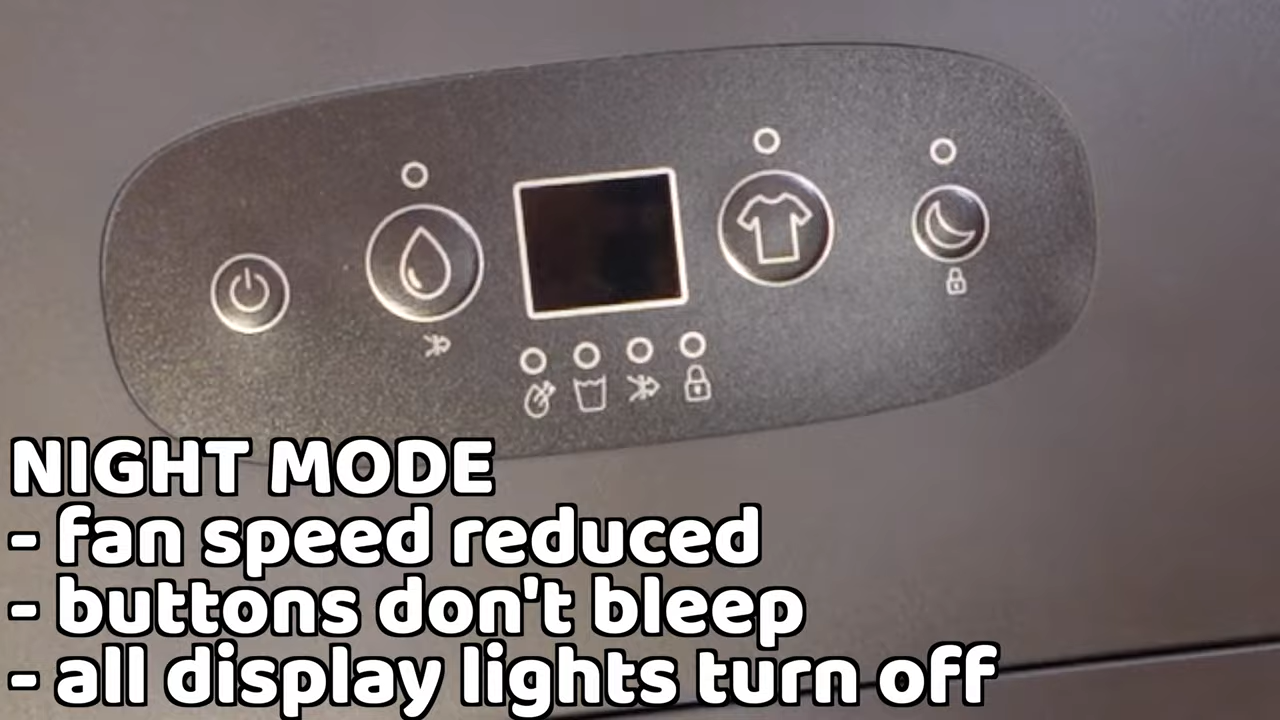 NIGHT MODE
- fan speed reduced
- buttons don't bleep
- all display lights turn off